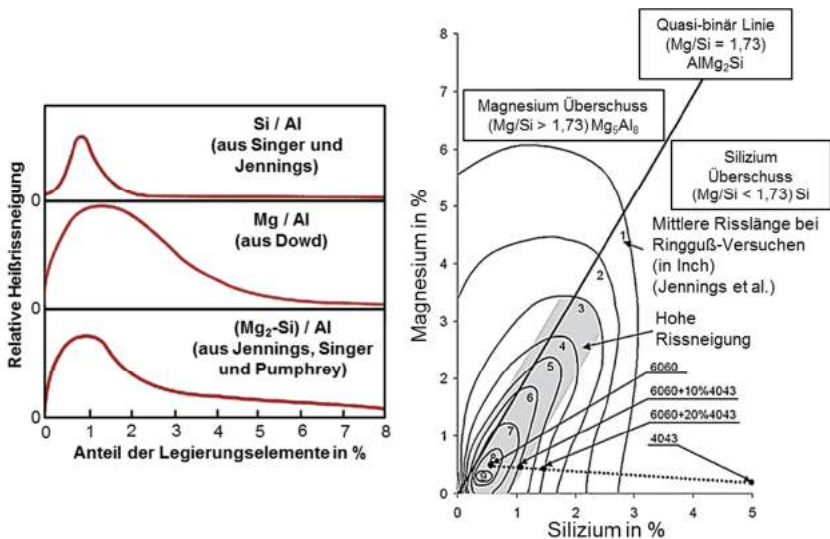 Relative Heißrissneigung
Si / Al
(aus Singer und
Jennings)
0
Mg / Al
(aus Dowd)
0
(Mg₂-Si) / Al
(aus Jennings, Singer
und Pumphrey)
0
0 1 2 3 4 5 6 7 8
Anteil der Legierungselemente in %
Quasi-binär Linie
(Mg/Si = 1,73)
AlMg₂Si
Magnesium Überschuss
(Mg/Si > 1,73) Mg₅Al₈
Silizium
Überschuss
(Mg/Si < 1,73) Si
Mittlere Risslänge bei
Ringguß-Versuchen
(in Inch)
(Jennings et al.)
Hohe
Rissneigung
6060
6060+10%4043
6060+20%4043
4043
1
2
3
4
5
6
7
8
9
Magnesium in %
8
7
6
5
4
3
2
1
0
0 1 2 3 4 5
Silizium in %